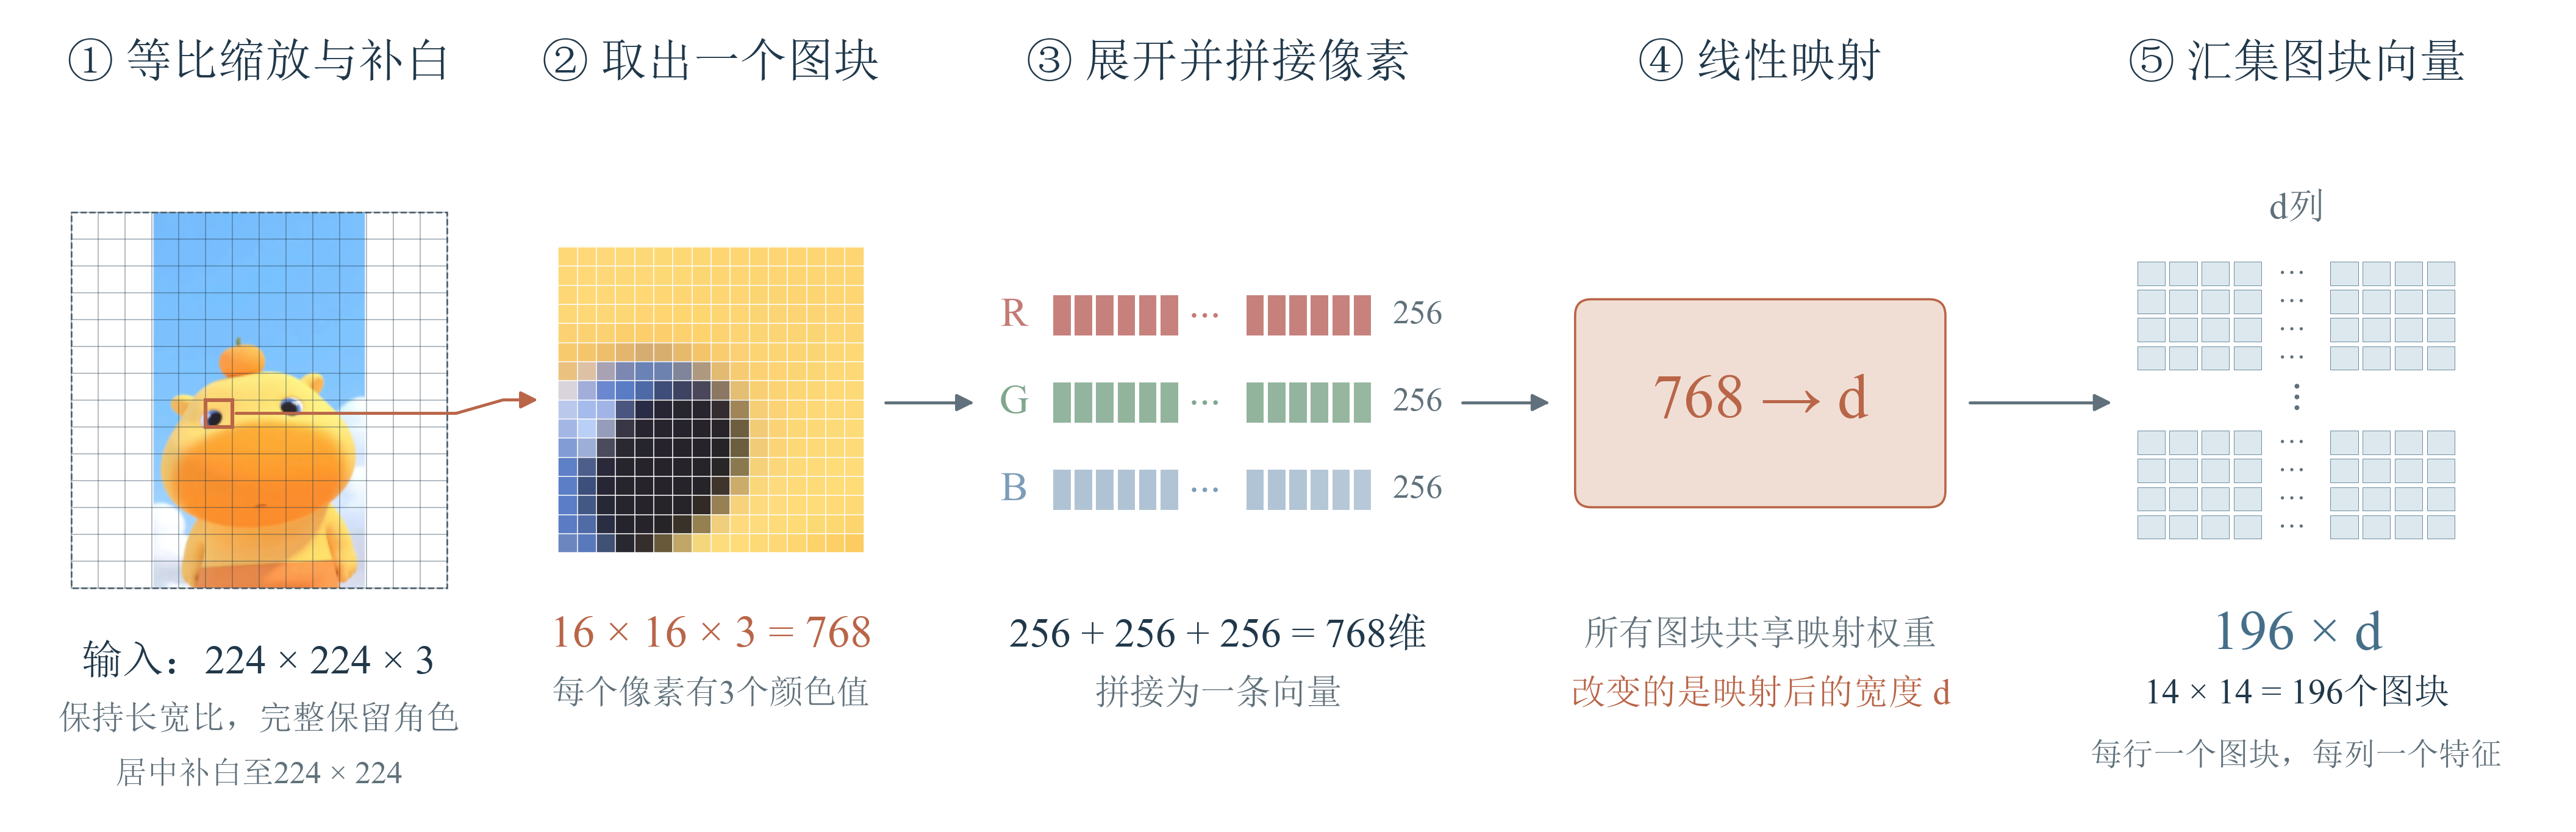 ① 等比缩放与补白
输入：224 × 224 × 3
保持长宽比，完整保留角色
居中补白至224 × 224
② 取出一个图块
16 × 16 × 3 = 768
每个像素有3个颜色值
③ 展开并拼接像素
R ··· 256
G ··· 256
B ··· 256
256 + 256 + 256 = 768维
拼接为一条向量
④ 线性映射
768 → d
所有图块共享映射权重
改变的是映射后的宽度 d
⑤ 汇集图块向量
d列
196 × d
14 × 14 = 196个图块
每行一个图块，每列一个特征